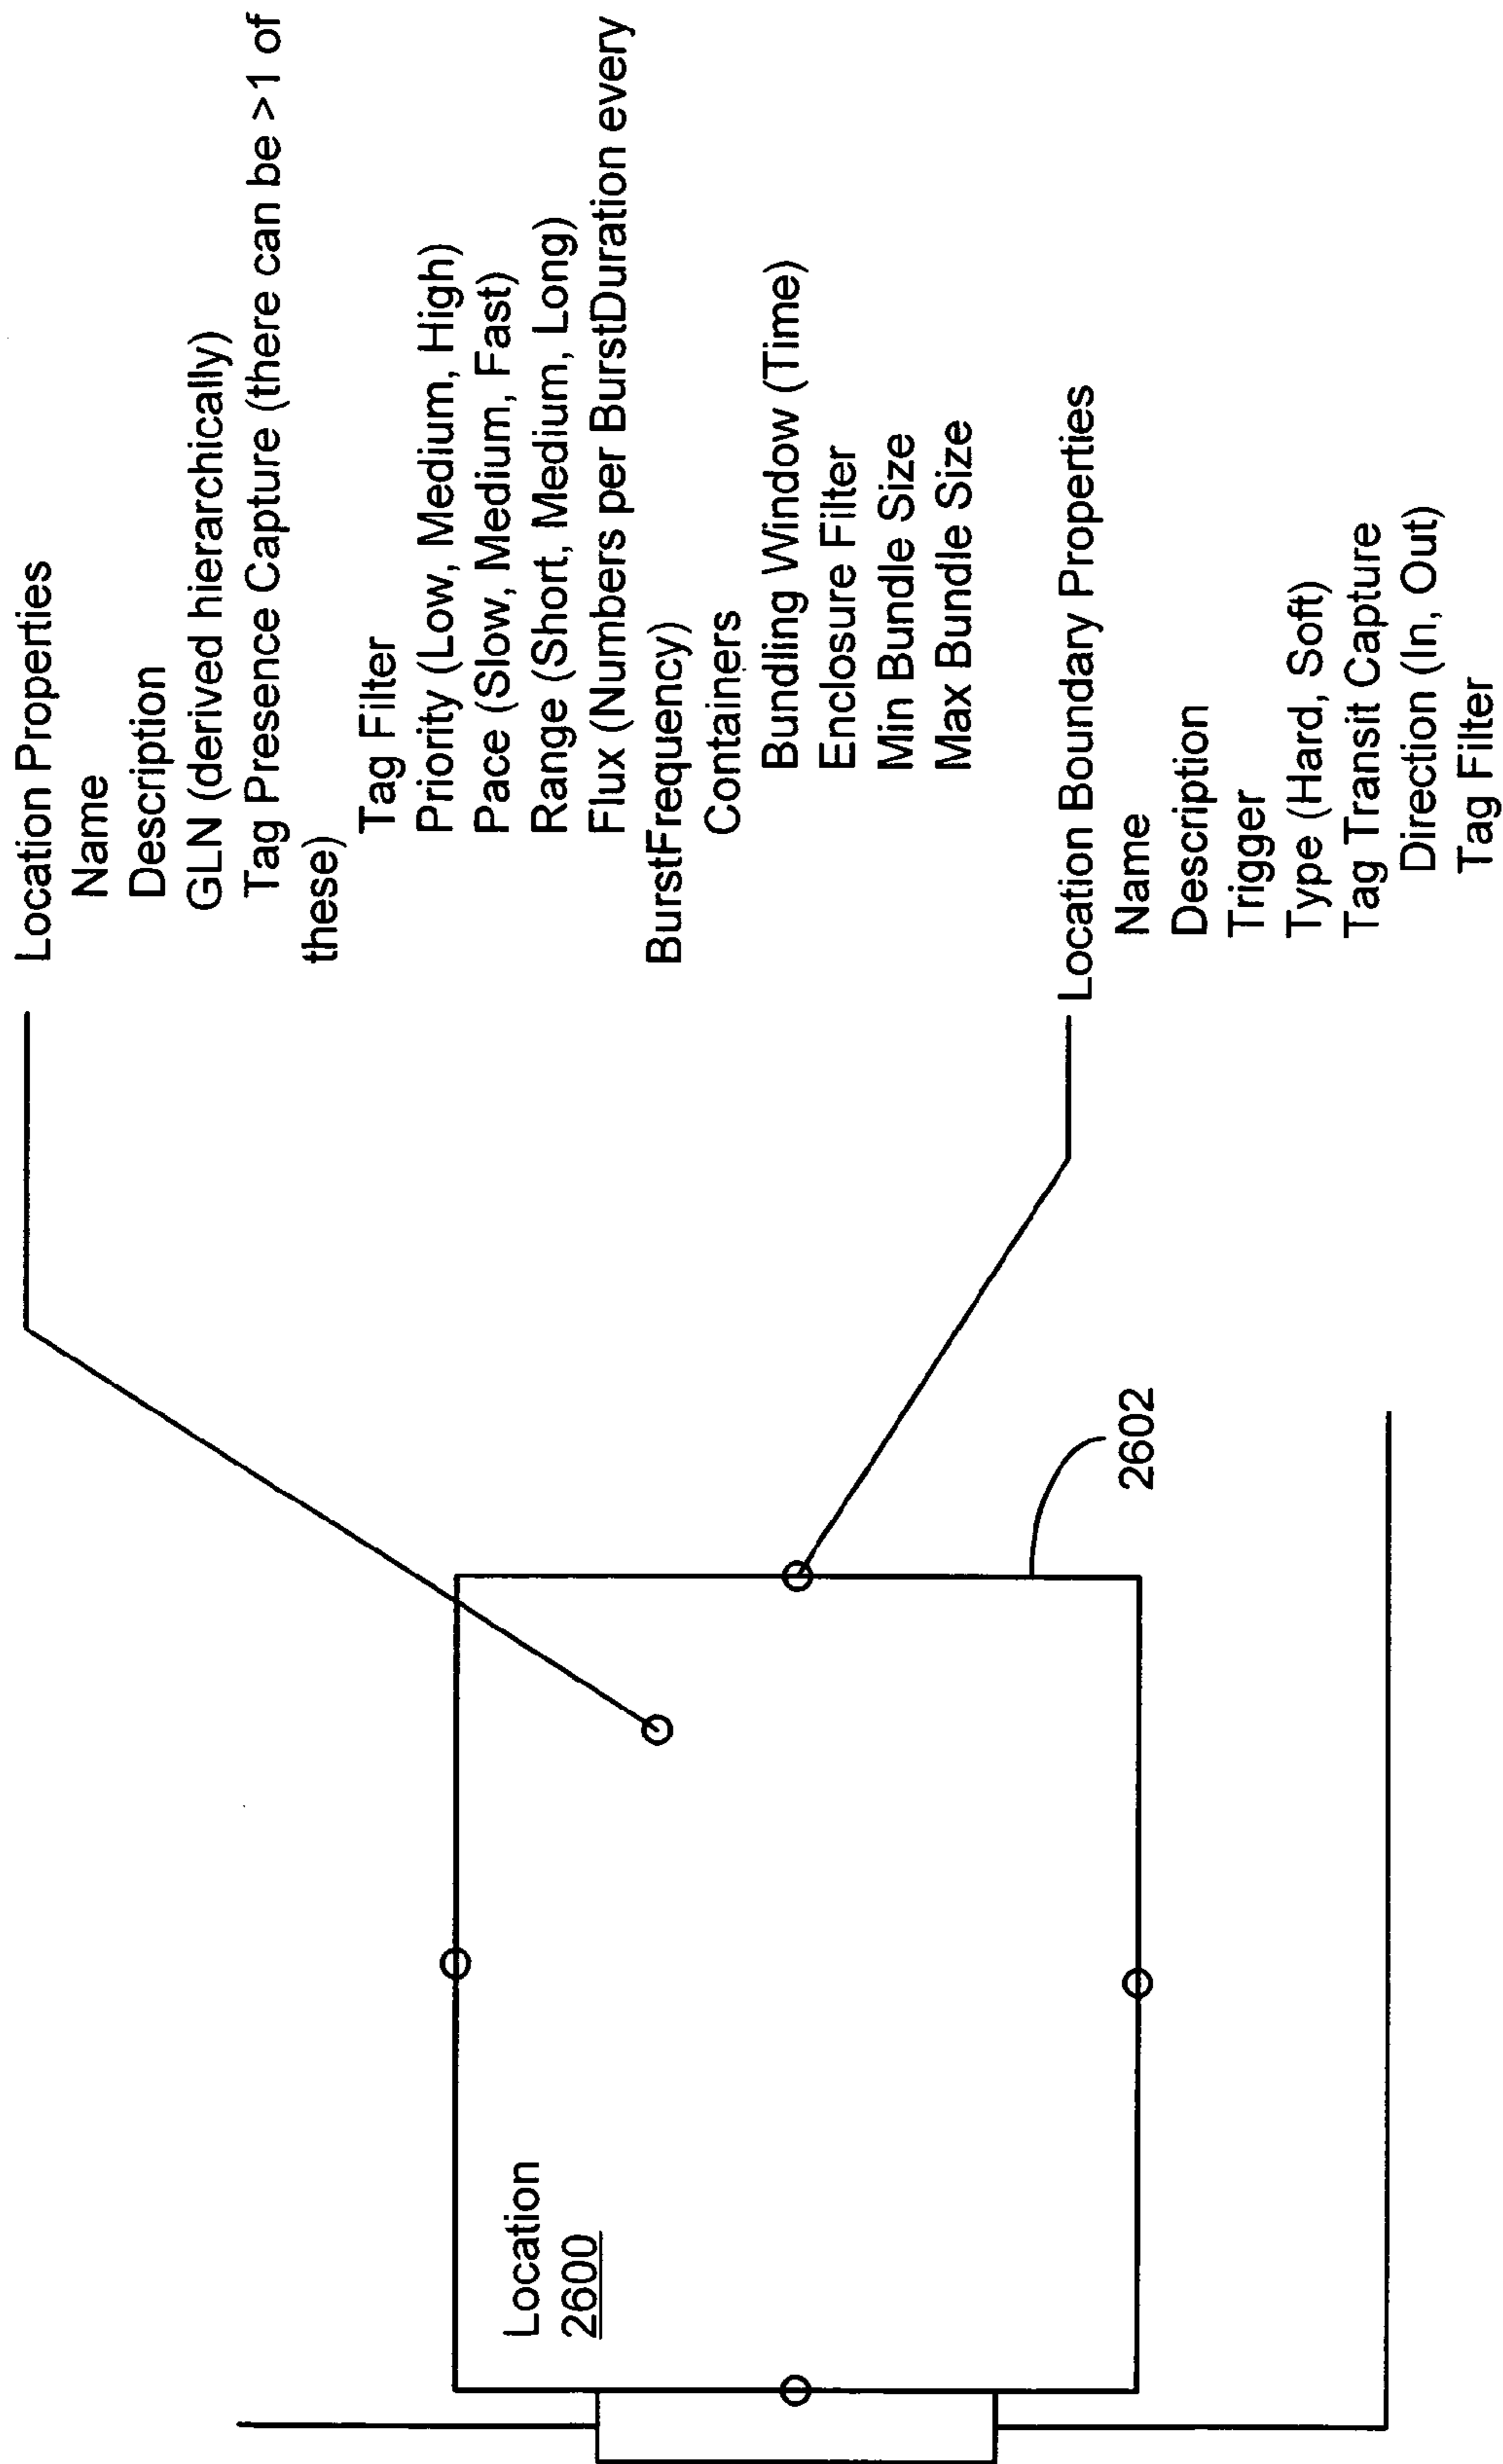 Location Properties
Name
Description
GLN (derived hierarchically)
Tag Presence Capture (there can be >1 of
these)
Tag Filter
Priority (Low, Medium, High)
Pace (Slow, Medium, Fast)
Range (Short, Medium, Long)
Flux (Numbers per BurstDuration every
BurstFrequency)
Containers
Bundling Window (Time)
Enclosure Filter
Min Bundle Size
Max Bundle Size
Location Boundary Properties
Name
Description
Trigger
Type (Hard, Soft)
Tag Transit Capture
Direction (In, Out)
Tag Filter
Location
2600
2602